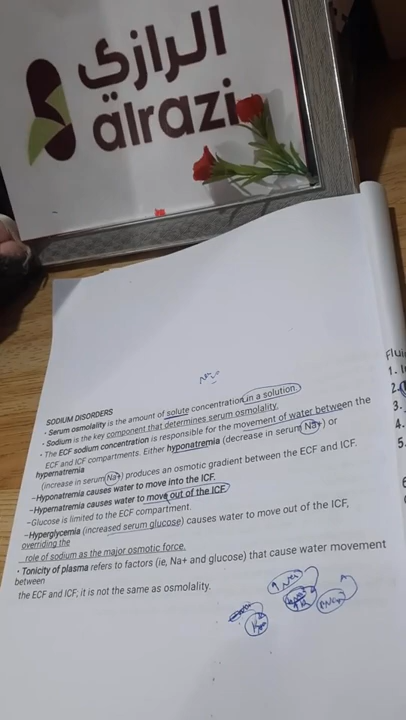 الرازي
alrazi
SODIUM DISORDERS
• Serum osmolality is the amount of solute concentration in a solution.
• Sodium is the key component that determines serum osmolality.
• The ECF sodium concentration is responsible for the movement of water between the
ECF and ICF compartments. Either hyponatremia (decrease in serum Na+) or
hypernatremia
(increase in serum Na+) produces an osmotic gradient between the ECF and ICF.
–Hyponatremia causes water to move into the ICF.
–Hypernatremia causes water to move out of the ICF.
–Glucose is limited to the ECF compartment.
–Hyperglycemia (increased serum glucose) causes water to move out of the ICF,
overriding the
role of sodium as the major osmotic force.
• Tonicity of plasma refers to factors (ie, Na+ and glucose) that cause water movement
between
the ECF and ICF; it is not the same as osmolality.
Flui
1. I
2.
3.
4.
5.